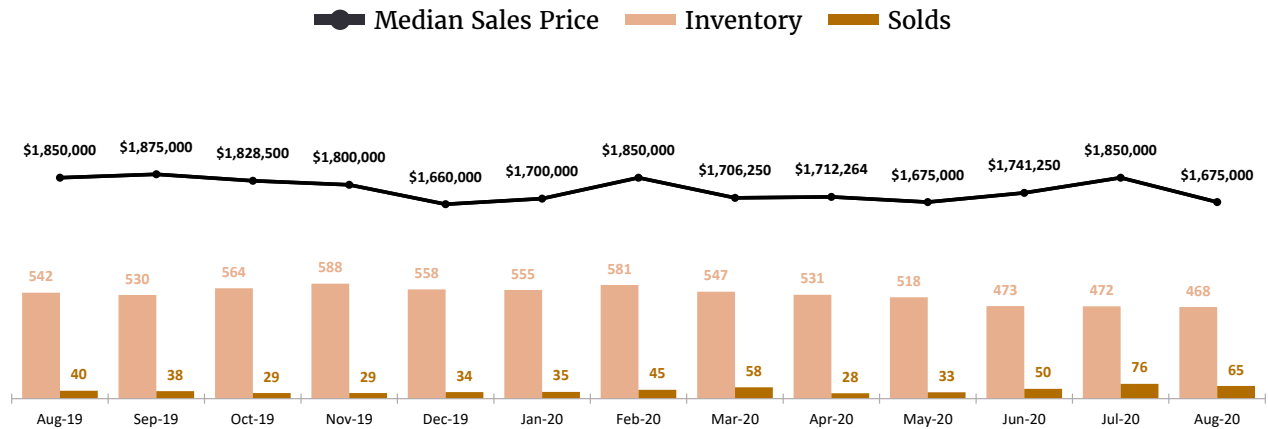 Median Sales Price Inventory Solds
$1,850,000 $1,875,000 $1,828,500 $1,800,000 $1,660,000 $1,700,000 $1,850,000 $1,706,250 $1,712,264 $1,675,000 $1,741,250 $1,850,000 $1,675,000
542 530 564 588 558 555 581 547 531 518 473 472 468
40 38 29 29 34 35 45 58 28 33 50 76 65
Aug-19 Sep-19 Oct-19 Nov-19 Dec-19 Jan-20 Feb-20 Mar-20 Apr-20 May-20 Jun-20 Jul-20 Aug-20